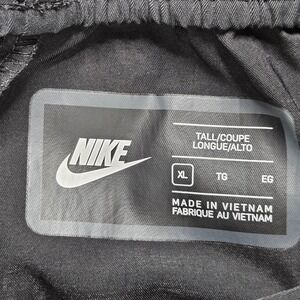 NIKE
TALL/COUPE
LONGUE/ALTO
XL TG EG
MADE IN VIETNAM
FABRIQUE AU VIETNAM